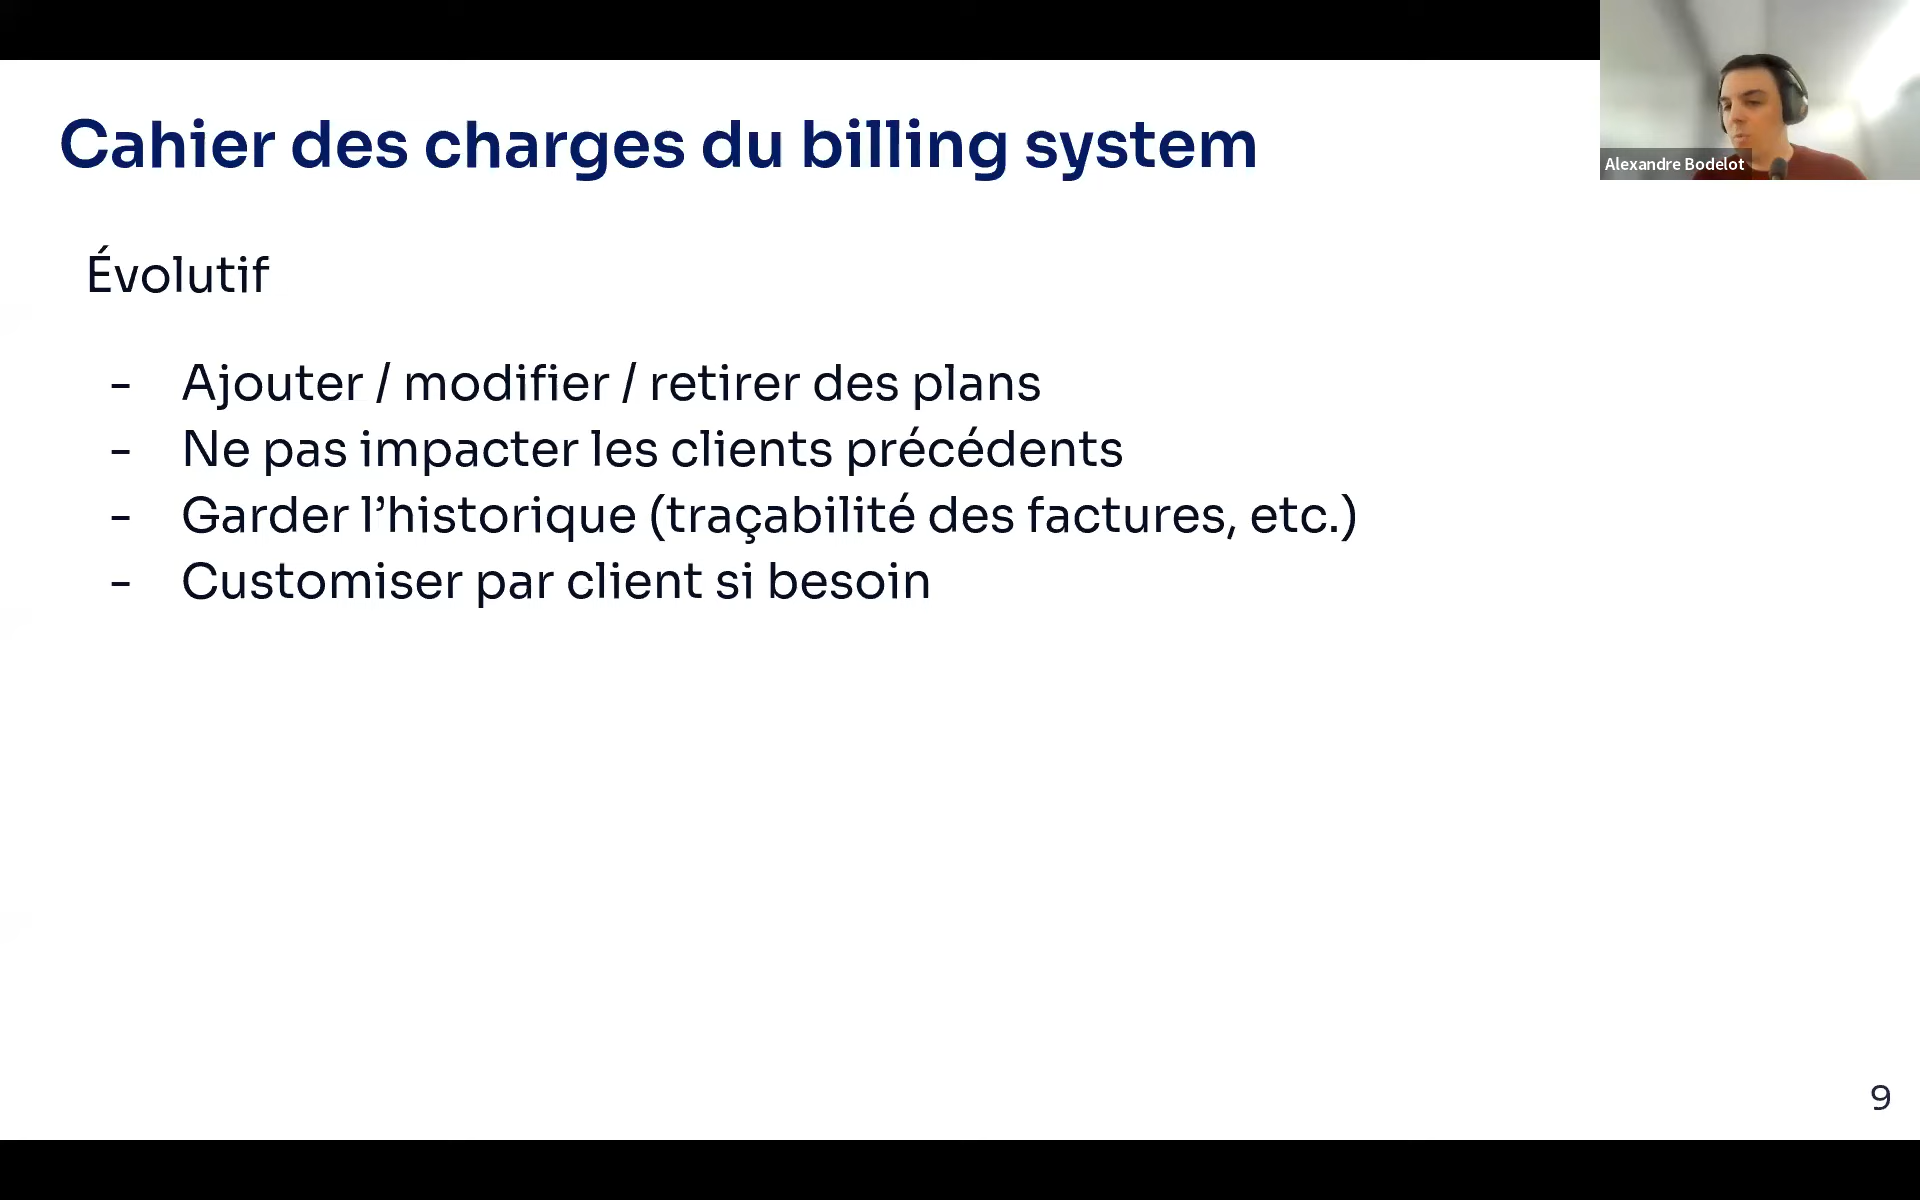 Cahier des charges du billing system
Alexandre Bodelot
Évolutif
- Ajouter / modifier / retirer des plans
- Ne pas impacter les clients précédents
- Garder l’historique (traçabilité des factures, etc.)
- Customiser par client si besoin
9